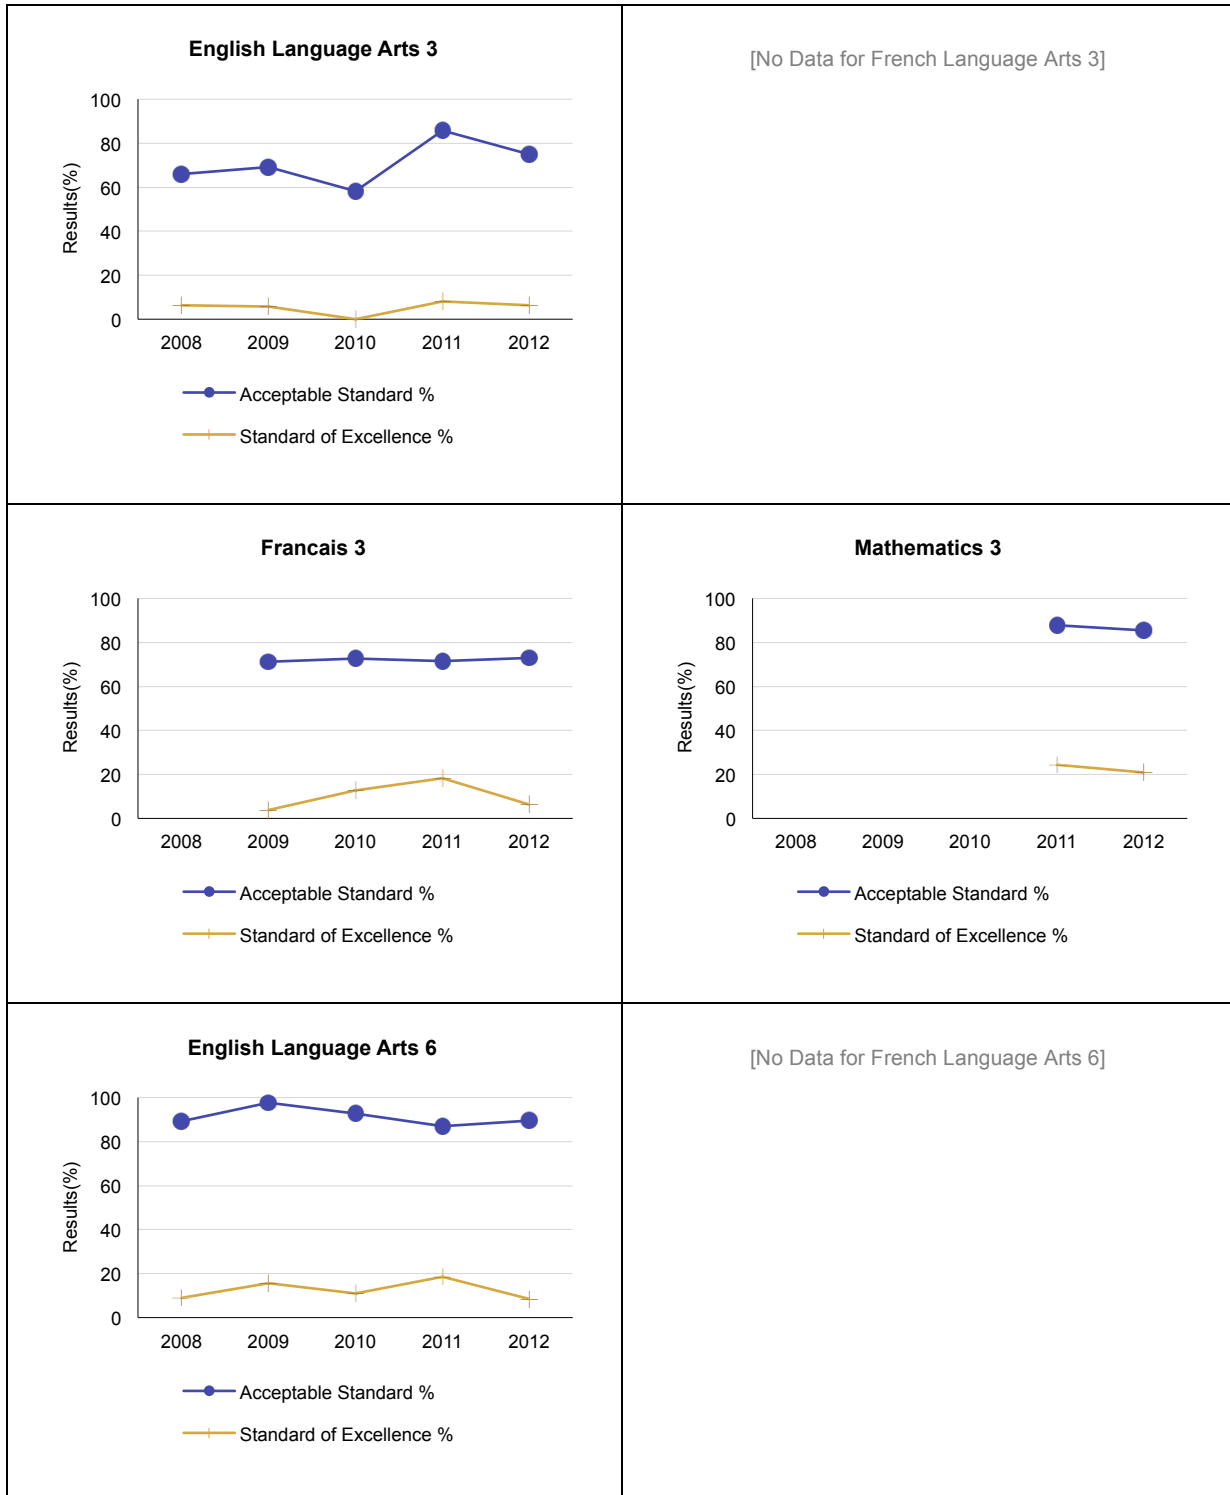 English Language Arts 3
[No Data for French Language Arts 3]
100
80
60
40
20
0
Results(%)
2008 2009 2010 2011 2012
Acceptable Standard %
Standard of Excellence %
Francais 3
100
80
60
40
20
0
Results(%)
2008 2009 2010 2011 2012
Acceptable Standard %
Standard of Excellence %
Mathematics 3
100
80
60
40
20
0
Results(%)
2008 2009 2010 2011 2012
Acceptable Standard %
Standard of Excellence %
English Language Arts 6
100
80
60
40
20
0
Results(%)
2008 2009 2010 2011 2012
Acceptable Standard %
Standard of Excellence %
[No Data for French Language Arts 6]